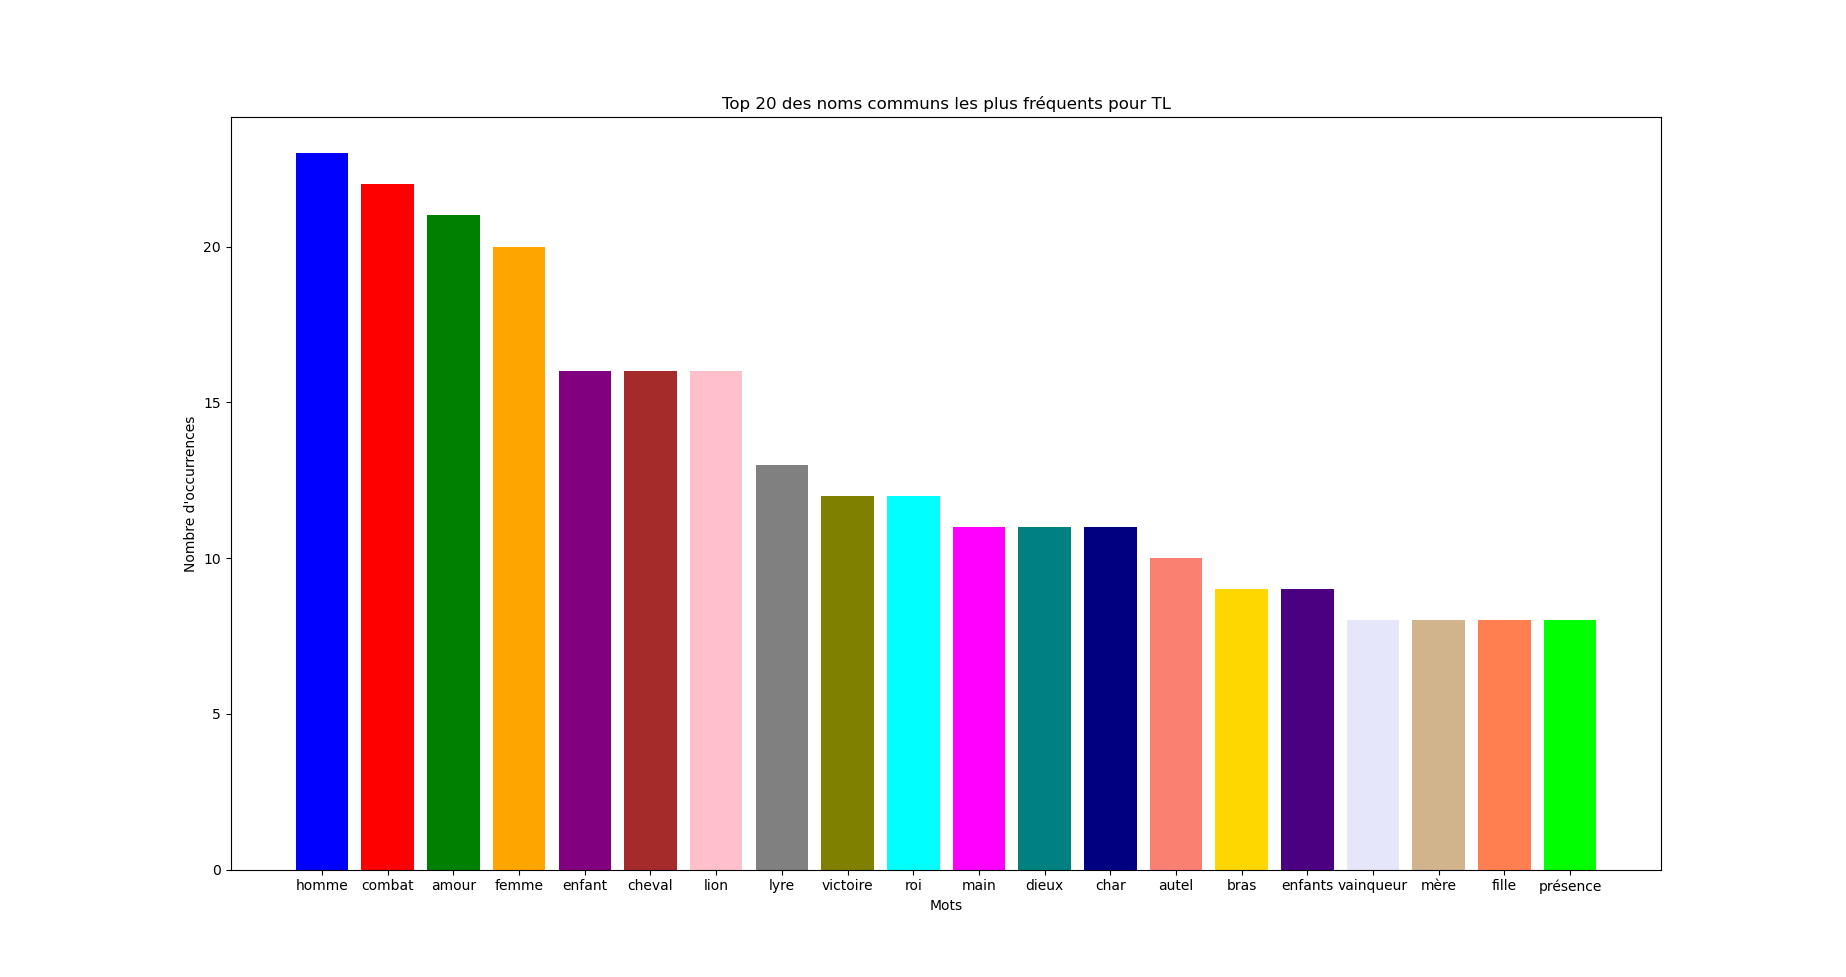 Top 20 des noms communs les plus fréquents pour TL
Nombre d'occurrences
20
15
10
5
0
homme combat amour femme enfant cheval lion lyre victoire roi main dieux char autel bras enfants vainqueur mère fille présence
Mots